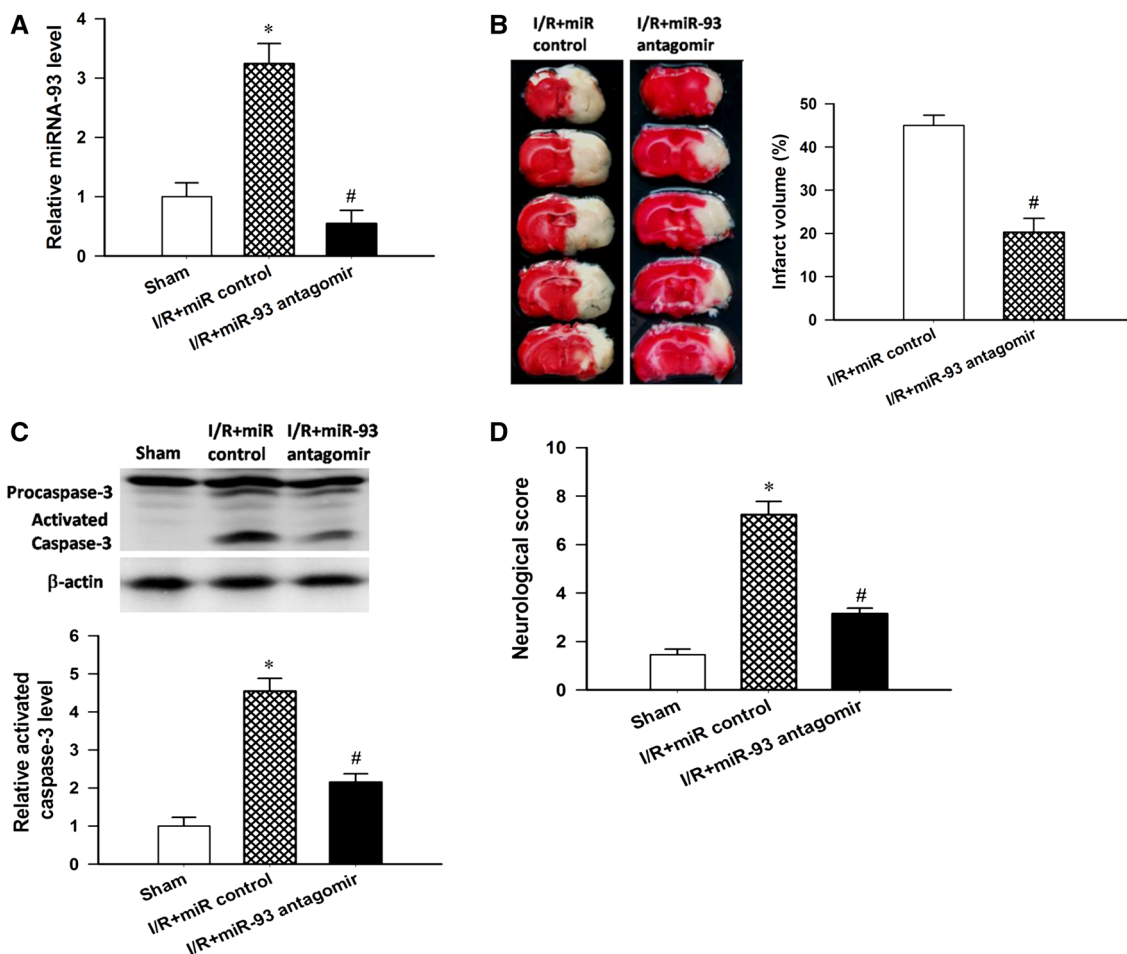 A
Relative miRNA-93 level
4
3
2
1
0
*
#
Sham
I/R+miR control
I/R+miR-93 antagomir
B
I/R+miR
control
I/R+miR-93
antagomir
Infarct volume (%)
50
40
30
20
10
0
#
I/R+miR control
I/R+miR-93 antagomir
C
Sham
I/R+miR
control
I/R+miR-93
antagomir
Procaspase-3
Activated
Caspase-3
β-actin
Relative activated
caspase-3 level
6
5
4
3
2
1
0
*
#
Sham
I/R+miR control
I/R+miR-93 antagomir
D
Neurological score
10
8
6
4
2
0
*
#
Sham
I/R+miR control
I/R+miR-93 antagomir